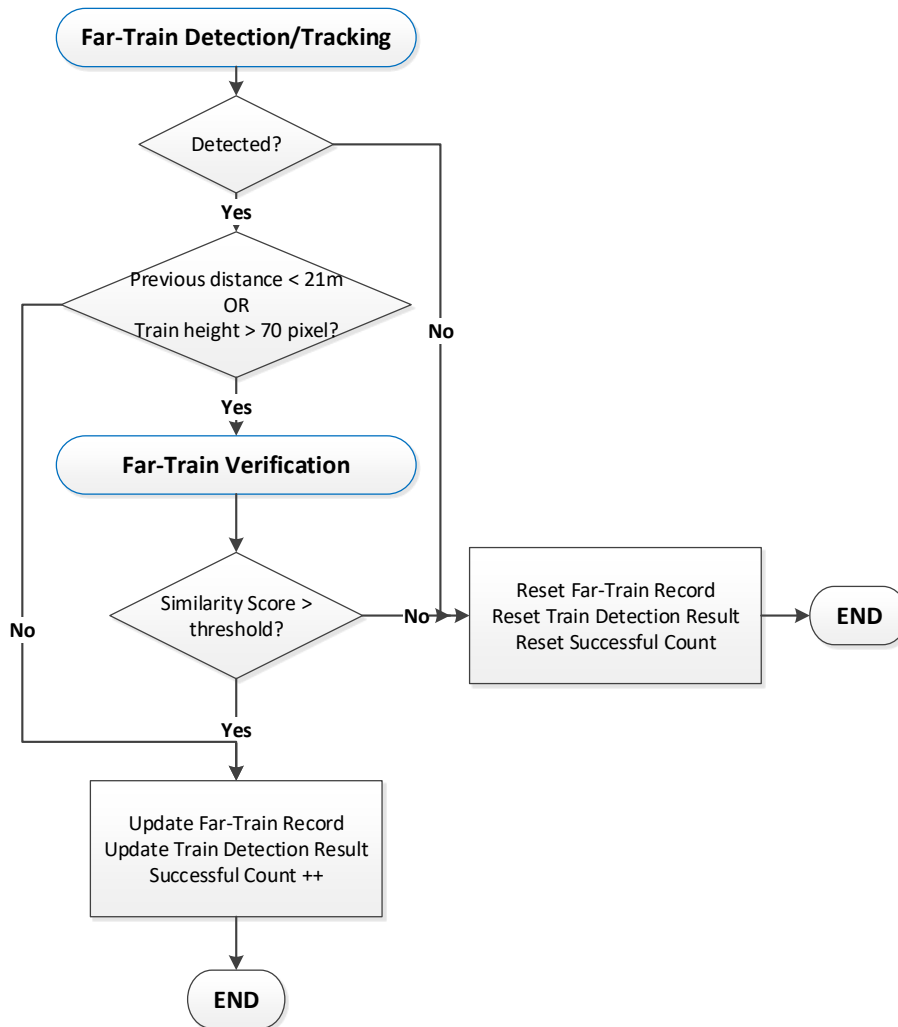 Far-Train Detection/Tracking
Detected?
Yes
Previous distance < 21m
OR
Train height > 70 pixel?
No
Yes
Far-Train Verification
Similarity Score >
threshold?
No
No
Yes
Reset Far-Train Record
Reset Train Detection Result
Reset Successful Count
END
Update Far-Train Record
Update Train Detection Result
Successful Count ++
END